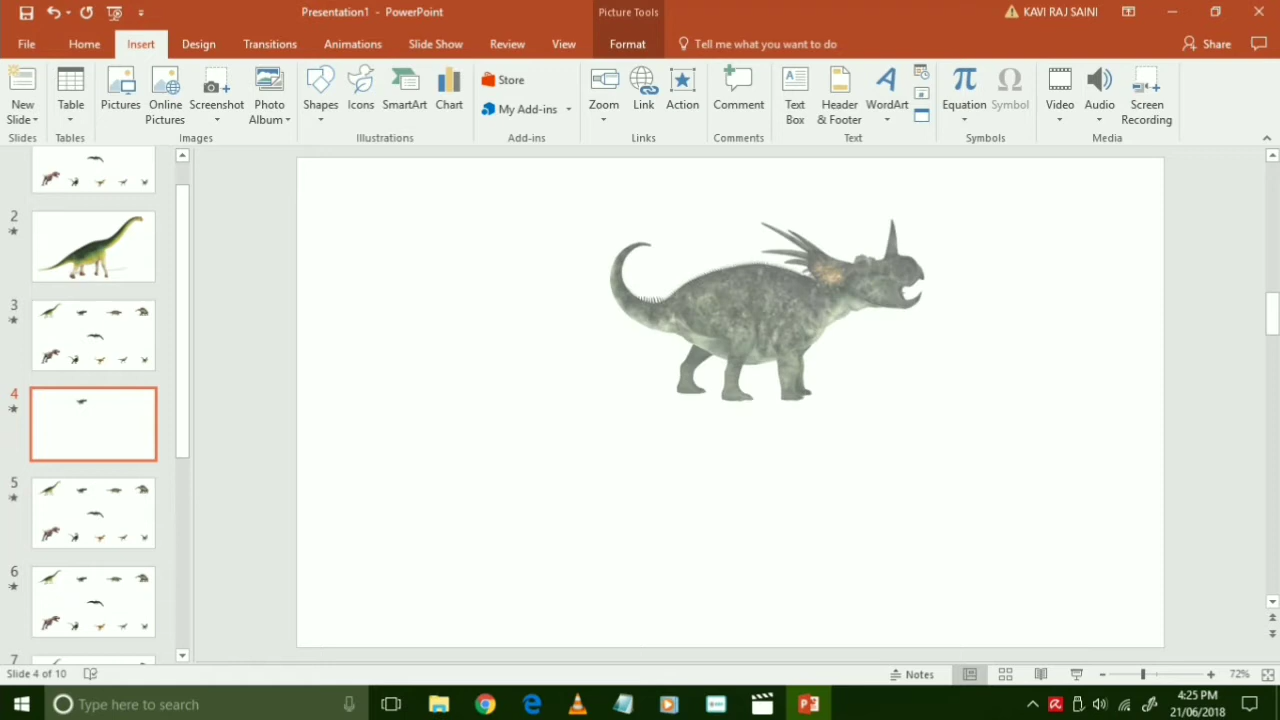 Presentation1 - PowerPoint
Picture Tools
KAVI RAJ SAINI
File
Home
Insert
Design
Transitions
Animations
Slide Show
Review
View
Format
Tell me what you want to do
Share
New Slide
Table
Pictures
Online Pictures
Screenshot
Photo Album
Shapes
Icons
SmartArt
Chart
Store
My Add-ins
Zoom
Link
Action
Comment
Text Box
Header & Footer
WordArt
Equation
Symbol
Video
Audio
Screen Recording
Slides
Tables
Images
Illustrations
Add-ins
Links
Comments
Text
Symbols
Media
2
3
4
5
6
7
Slide 4 of 10
Notes
72%
Type here to search
4:25 PM
21/06/2018